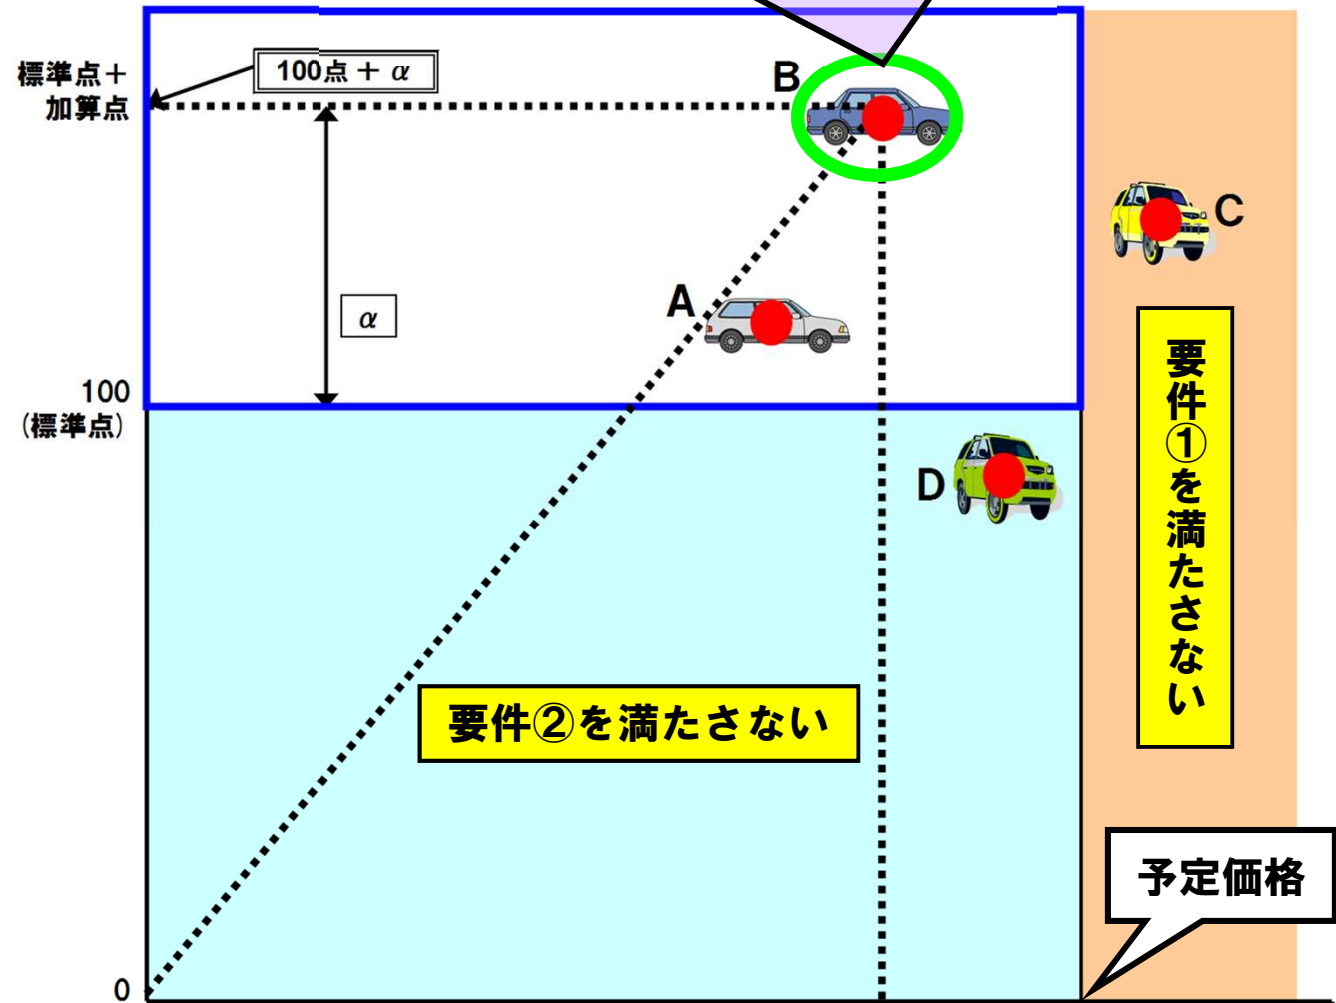 標準点＋
加算点
100点 + α
B
C
A
α
100
(標準点)
D
要件①を満たさない
要件②を満たさない
予定価格
0